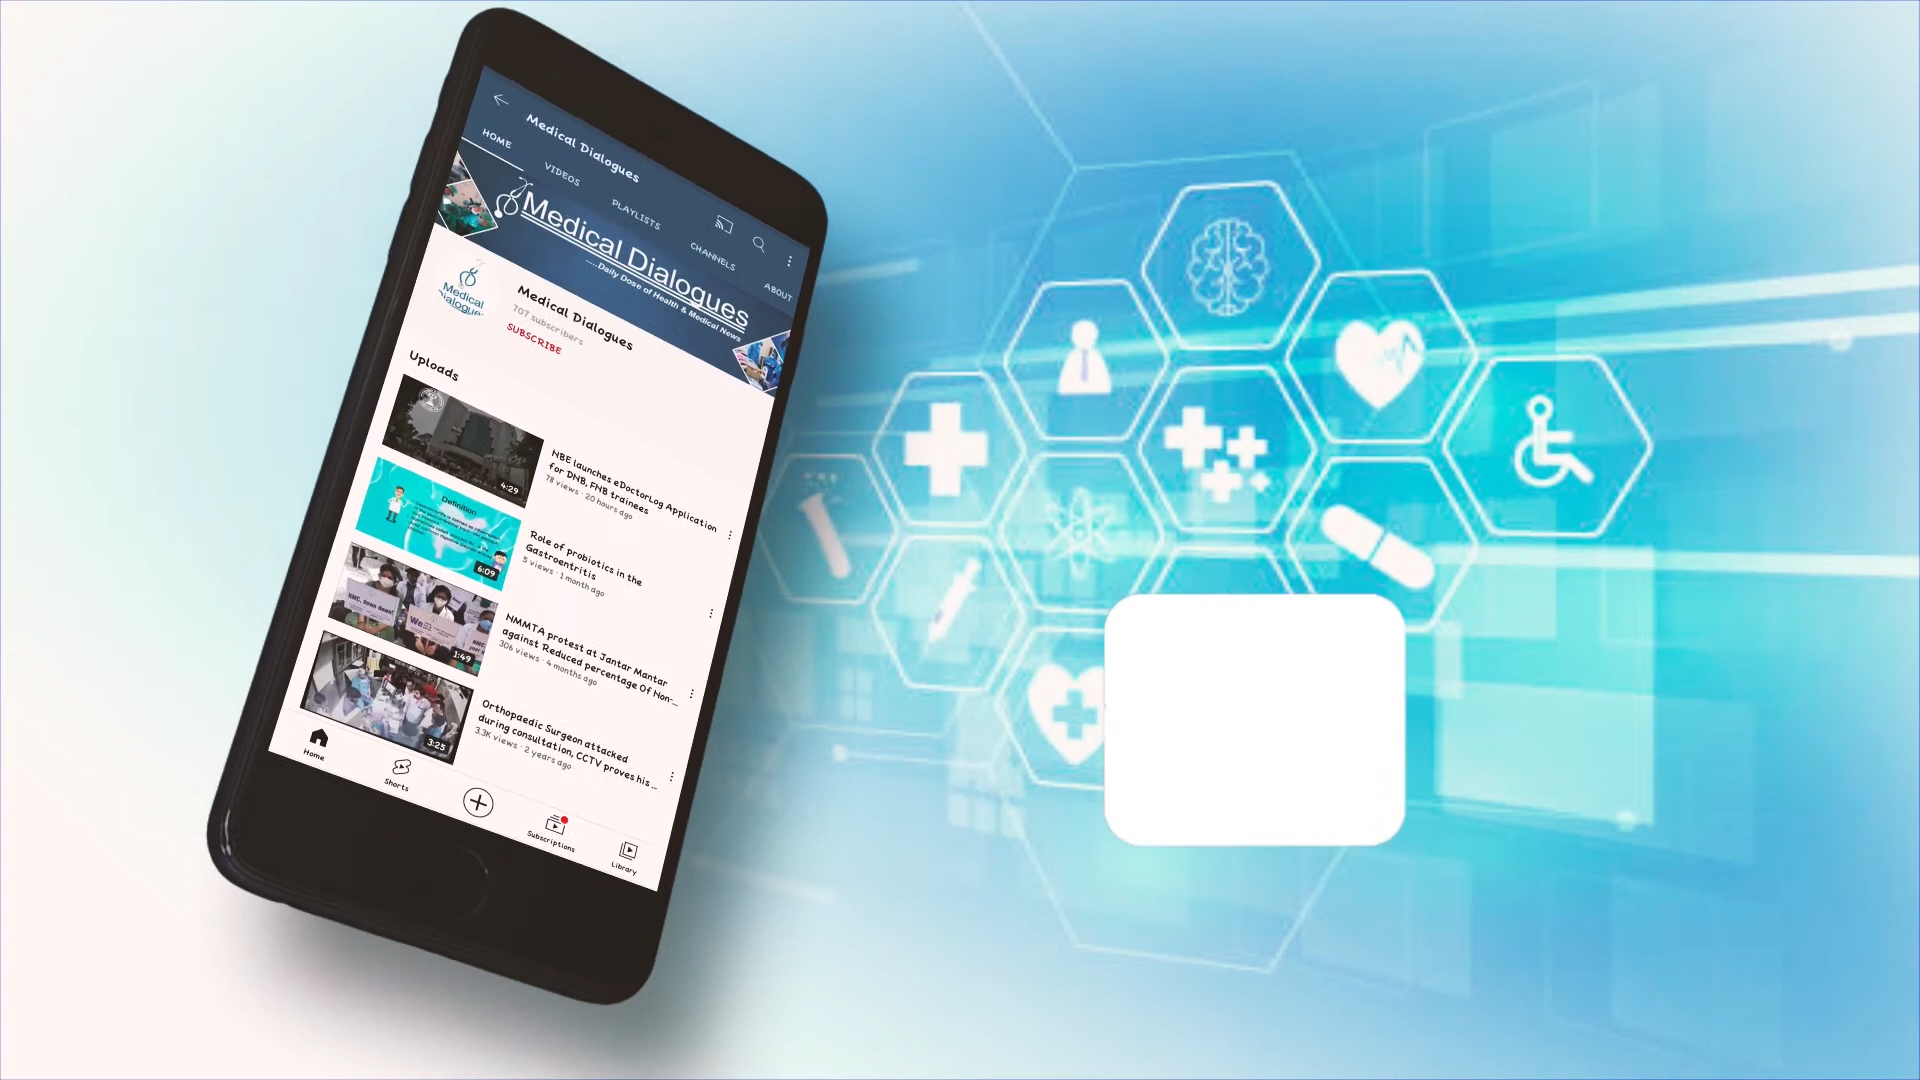 Medical Dialogues
HOME
VIDEOS
PLAYLISTS
CHANNELS
ABOUT
Medical Dialogues
.....Daily Dose of Health & Medical News
Medical
Dialogues
707 subscribers
SUBSCRIBE
Uploads
4:29
NBE launches eDoctorLog Application
for DNB, FNB trainees
78 views · 20 hours ago
Definition
6:09
Role of probiotics in the
Gastroentritis
5 views · 1 month ago
NMC, down down!
We
1:49
NMMTA protest at Jantar Mantar
against 'Reduced percentage Of Non-...
306 views · 4 months ago
3:25
Orthopaedic Surgeon attacked
during consultation, CCTV proves his ...
3.3K views · 2 years ago
Home
Shorts
Subscriptions
Library